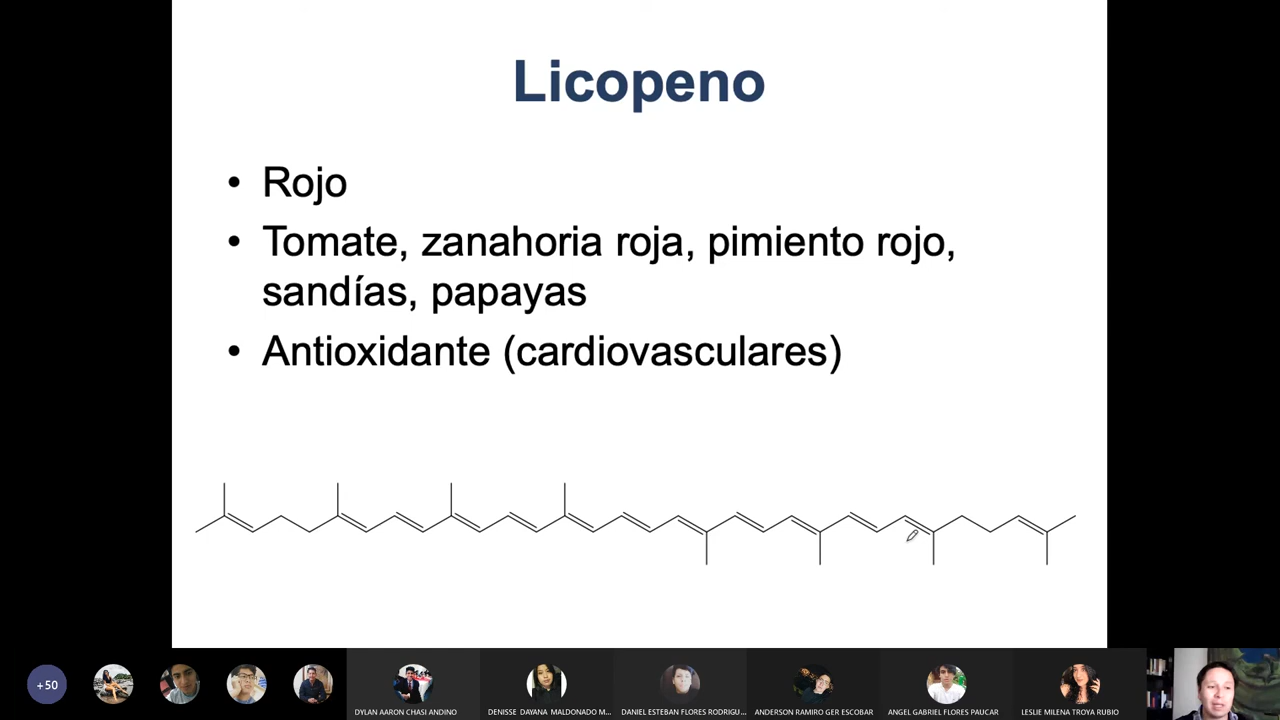 Licopeno
• Rojo
• Tomate, zanahoria roja, pimiento rojo,
sandías, papayas
• Antioxidante (cardiovasculares)
+50
DYLAN AARON CHASI ANDINO
DENISSE DAYANA MALDONADO M...
DANIEL ESTEBAN FLORES RODRIGU...
ANDERSON RAMIRO GER ESCOBAR
ANGEL GABRIEL FLORES PAUCAR
LESLIE MILENA TROYA RUBIO